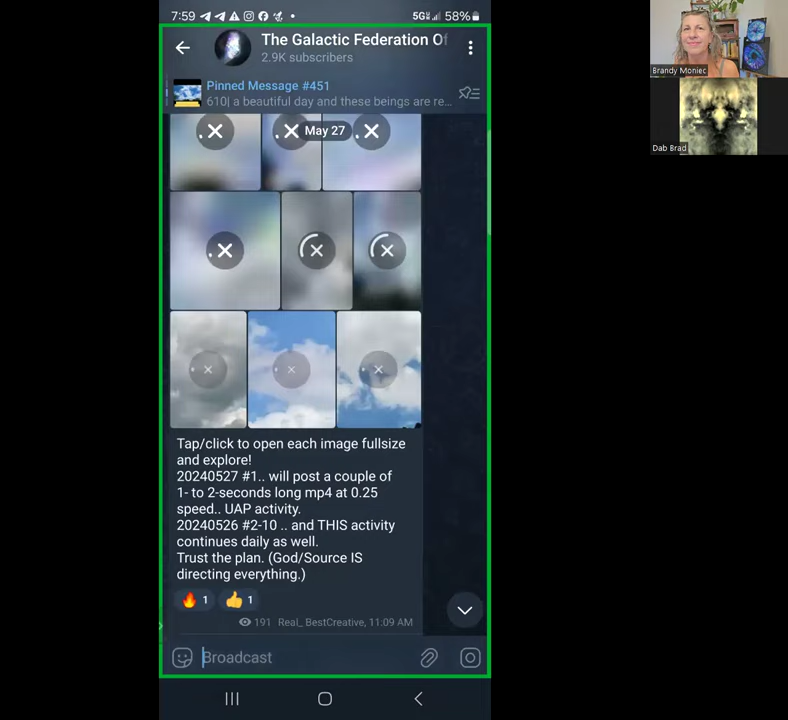 7:59
5G 58%
The Galactic Federation Of
2.9K subscribers
Pinned Message #451
610| a beautiful day and these beings are re...
May 27
Tap/click to open each image fullsize
and explore!
20240527 #1.. will post a couple of
1- to 2-seconds long mp4 at 0.25
speed.. UAP activity.
20240526 #2-10 .. and THIS activity
continues daily as well.
Trust the plan. (God/Source IS
directing everything.)
1 1
191 Real_ BestCreative, 11:09 AM
Broadcast
Brandy Moniec
Dab Brad